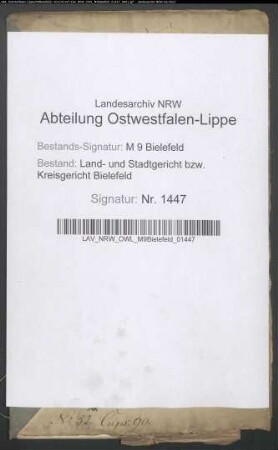 Landesarchiv NRW
Abteilung Ostwestfalen-Lippe
Bestands-Signatur: M 9 Bielefeld
Bestand: Land- und Stadtgericht bzw.
Kreisgericht Bielefeld
Signatur: Nr. 1447
LAV_NRW_OWL_M9Bielefeld_01447